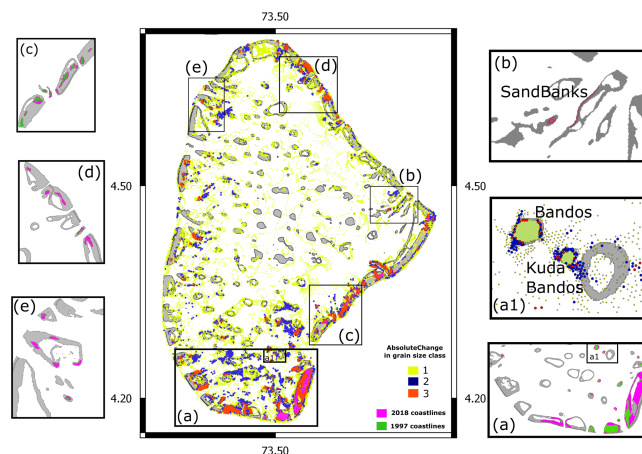 73.50
(c)
(d)
(e)
(e)
(d)
(b)
4.50
4.50
(c)
a1
(a)
AbsoluteChange
in grain size class
1
2
3
2018 coastlines
1997 coastlines
4.20
4.20
73.50
(b)
SandBanks
Bandos
Kuda
Bandos
(a1)
a1
(a)